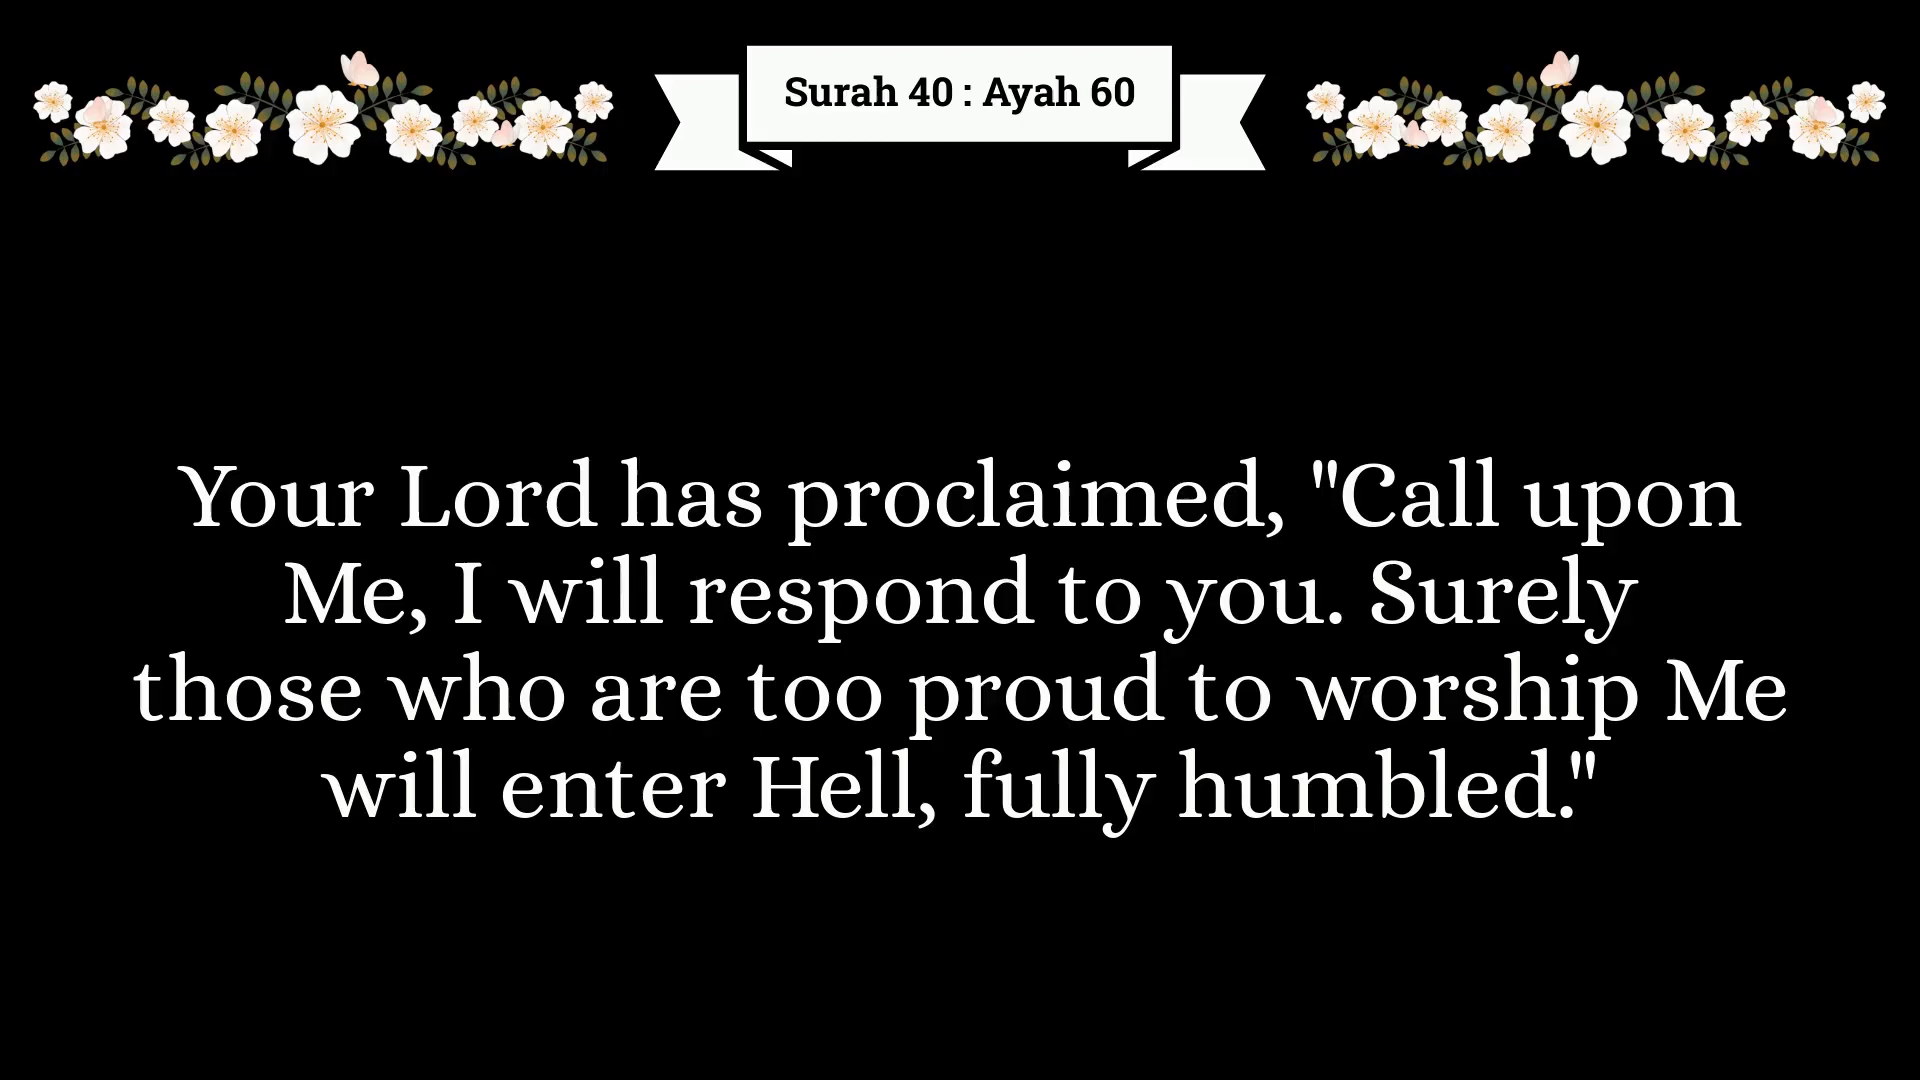 Surah 40 : Ayah 60
Your Lord has proclaimed, "Call upon
Me, I will respond to you. Surely
those who are too proud to worship Me
will enter Hell, fully humbled."